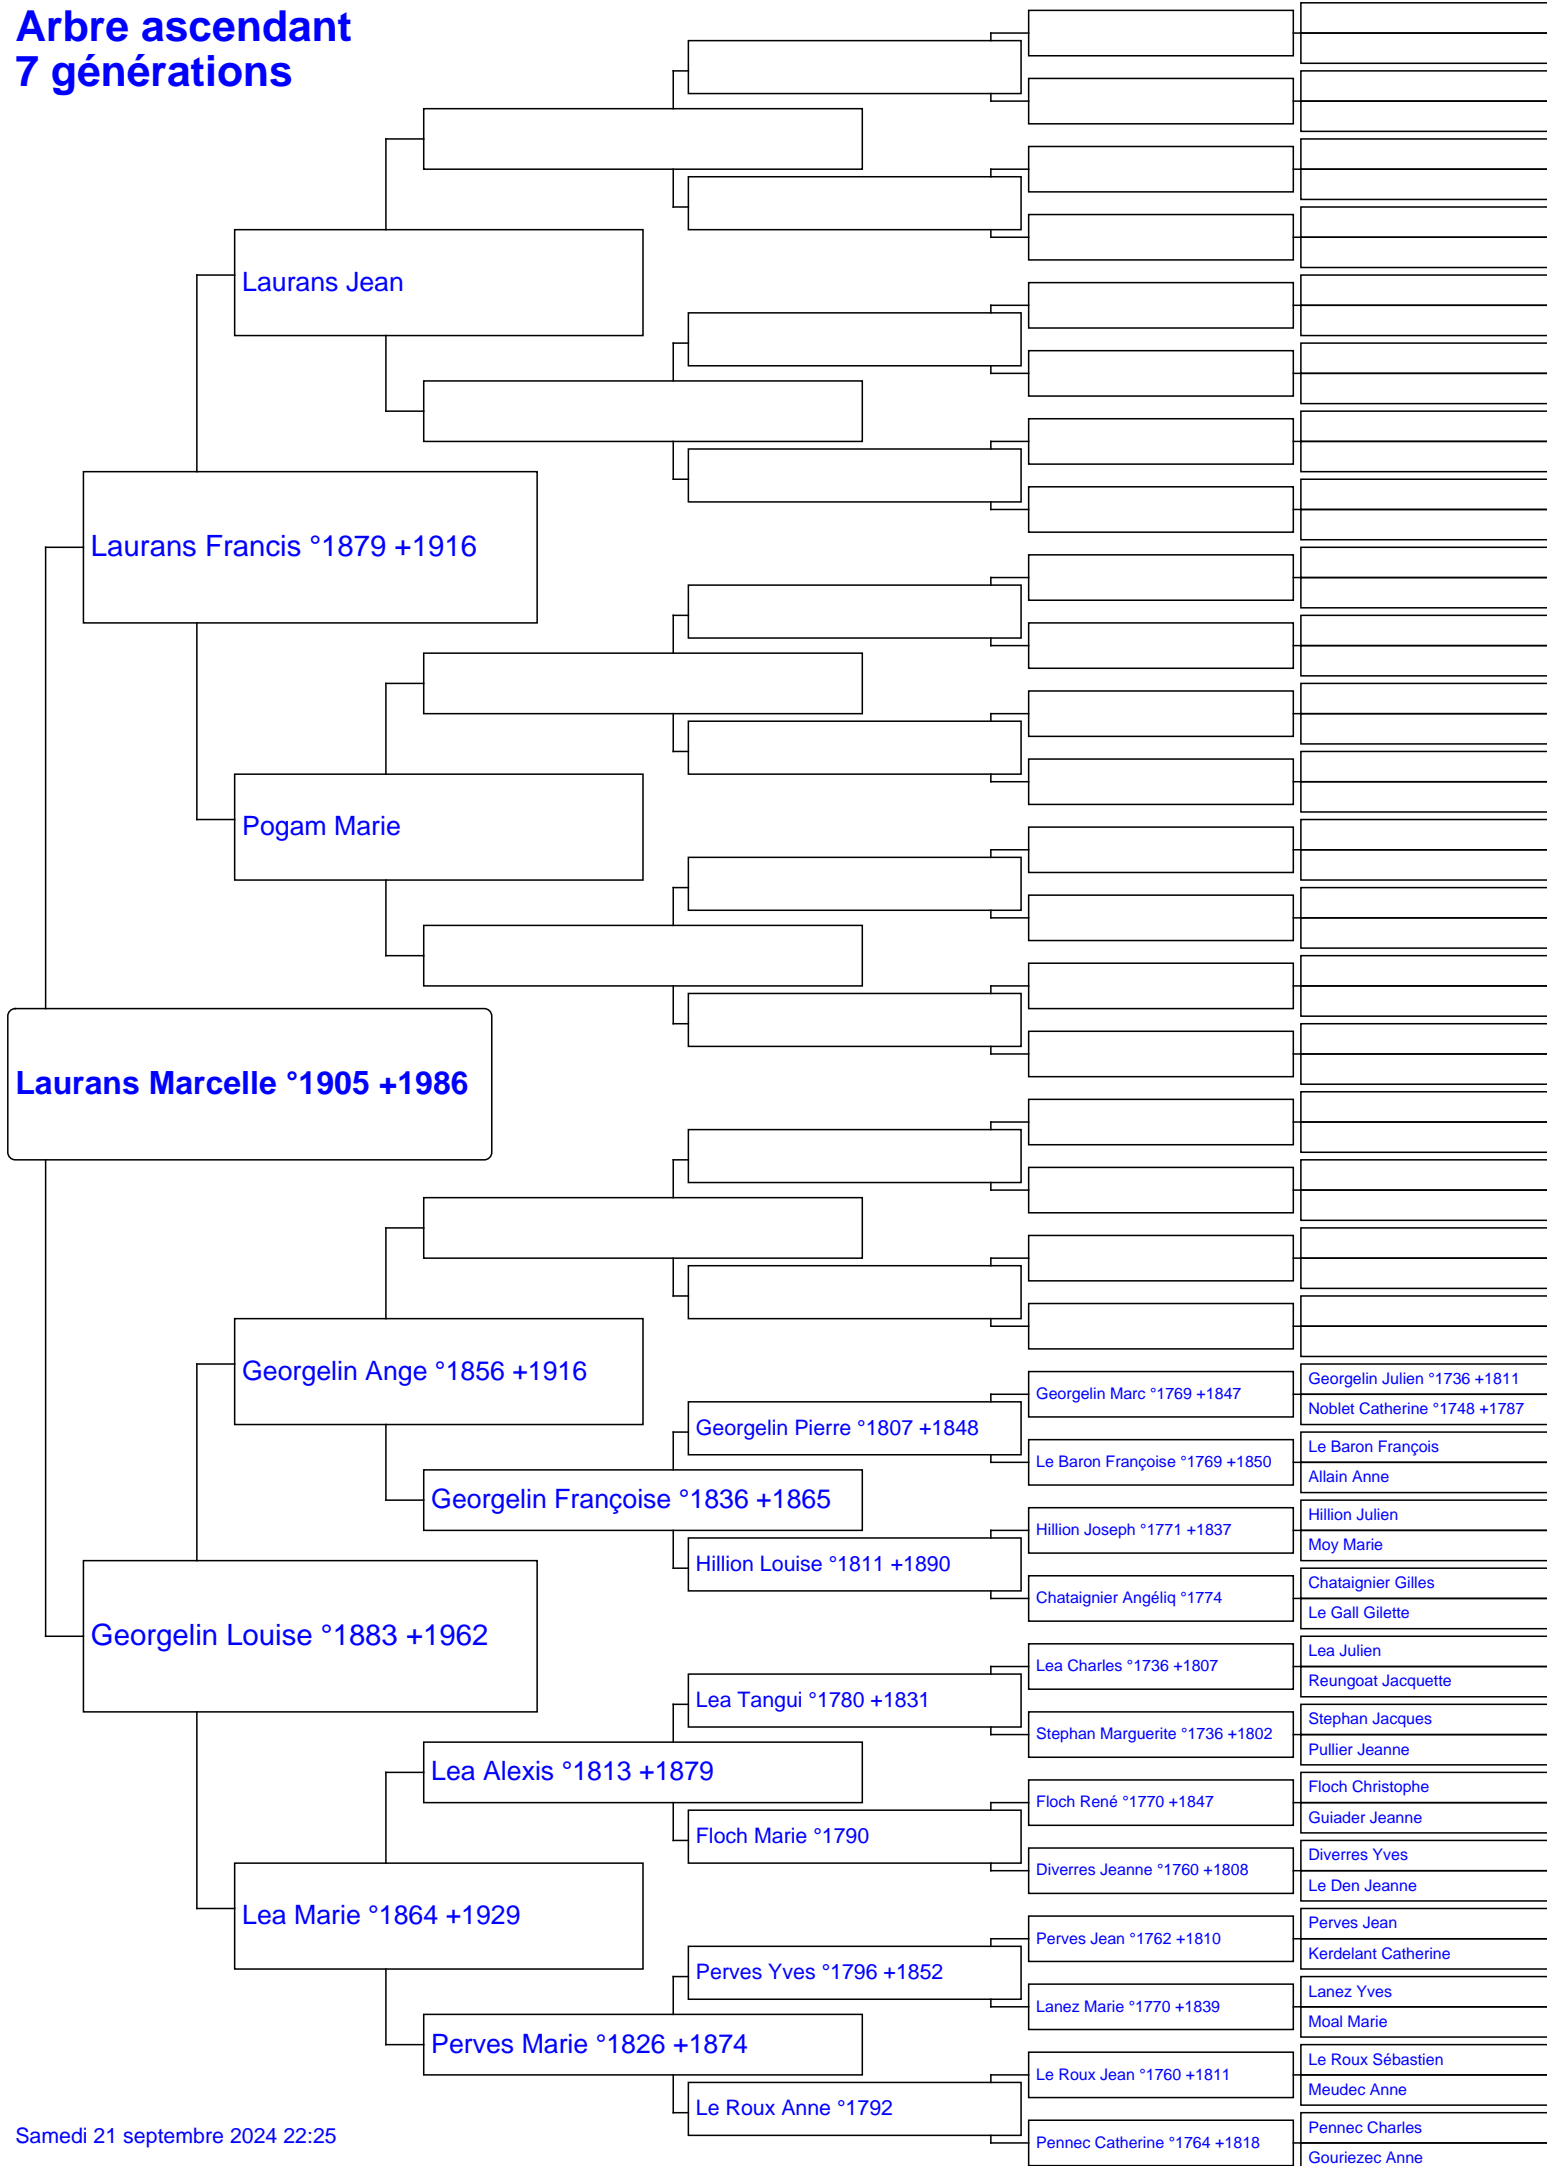 Arbre ascendant
7 générations
Laurans Jean
Laurans Francis °1879 +1916
Pogam Marie
Laurans Marcelle °1905 +1986
Georgelin Ange °1856 +1916
Georgelin Julien °1736 +1811
Georgelin Marc °1769 +1847
Noblet Catherine °1748 +1787
Georgelin Pierre °1807 +1848
Le Baron François
Le Baron Françoise °1769 +1850
Allain Anne
Georgelin Françoise °1836 +1865
Hillion Julien
Hillion Joseph °1771 +1837
Moy Marie
Hillion Louise °1811 +1890
Chataignier Gilles
Chataignier Angéliq °1774
Le Gall Gilette
Georgelin Louise °1883 +1962
Lea Julien
Lea Charles °1736 +1807
Reungoat Jacquette
Lea Tangui °1780 +1831
Stephan Jacques
Stephan Marguerite °1736 +1802
Pullier Jeanne
Lea Alexis °1813 +1879
Floch Christophe
Floch René °1770 +1847
Guiader Jeanne
Floch Marie °1790
Diverres Yves
Diverres Jeanne °1760 +1808
Le Den Jeanne
Lea Marie °1864 +1929
Perves Jean
Perves Jean °1762 +1810
Kerdelant Catherine
Perves Yves °1796 +1852
Lanez Yves
Lanez Marie °1770 +1839
Moal Marie
Perves Marie °1826 +1874
Le Roux Sébastien
Le Roux Jean °1760 +1811
Meudec Anne
Le Roux Anne °1792
Pennec Charles
Pennec Catherine °1764 +1818
Gouriezec Anne
Samedi 21 septembre 2024 22:25